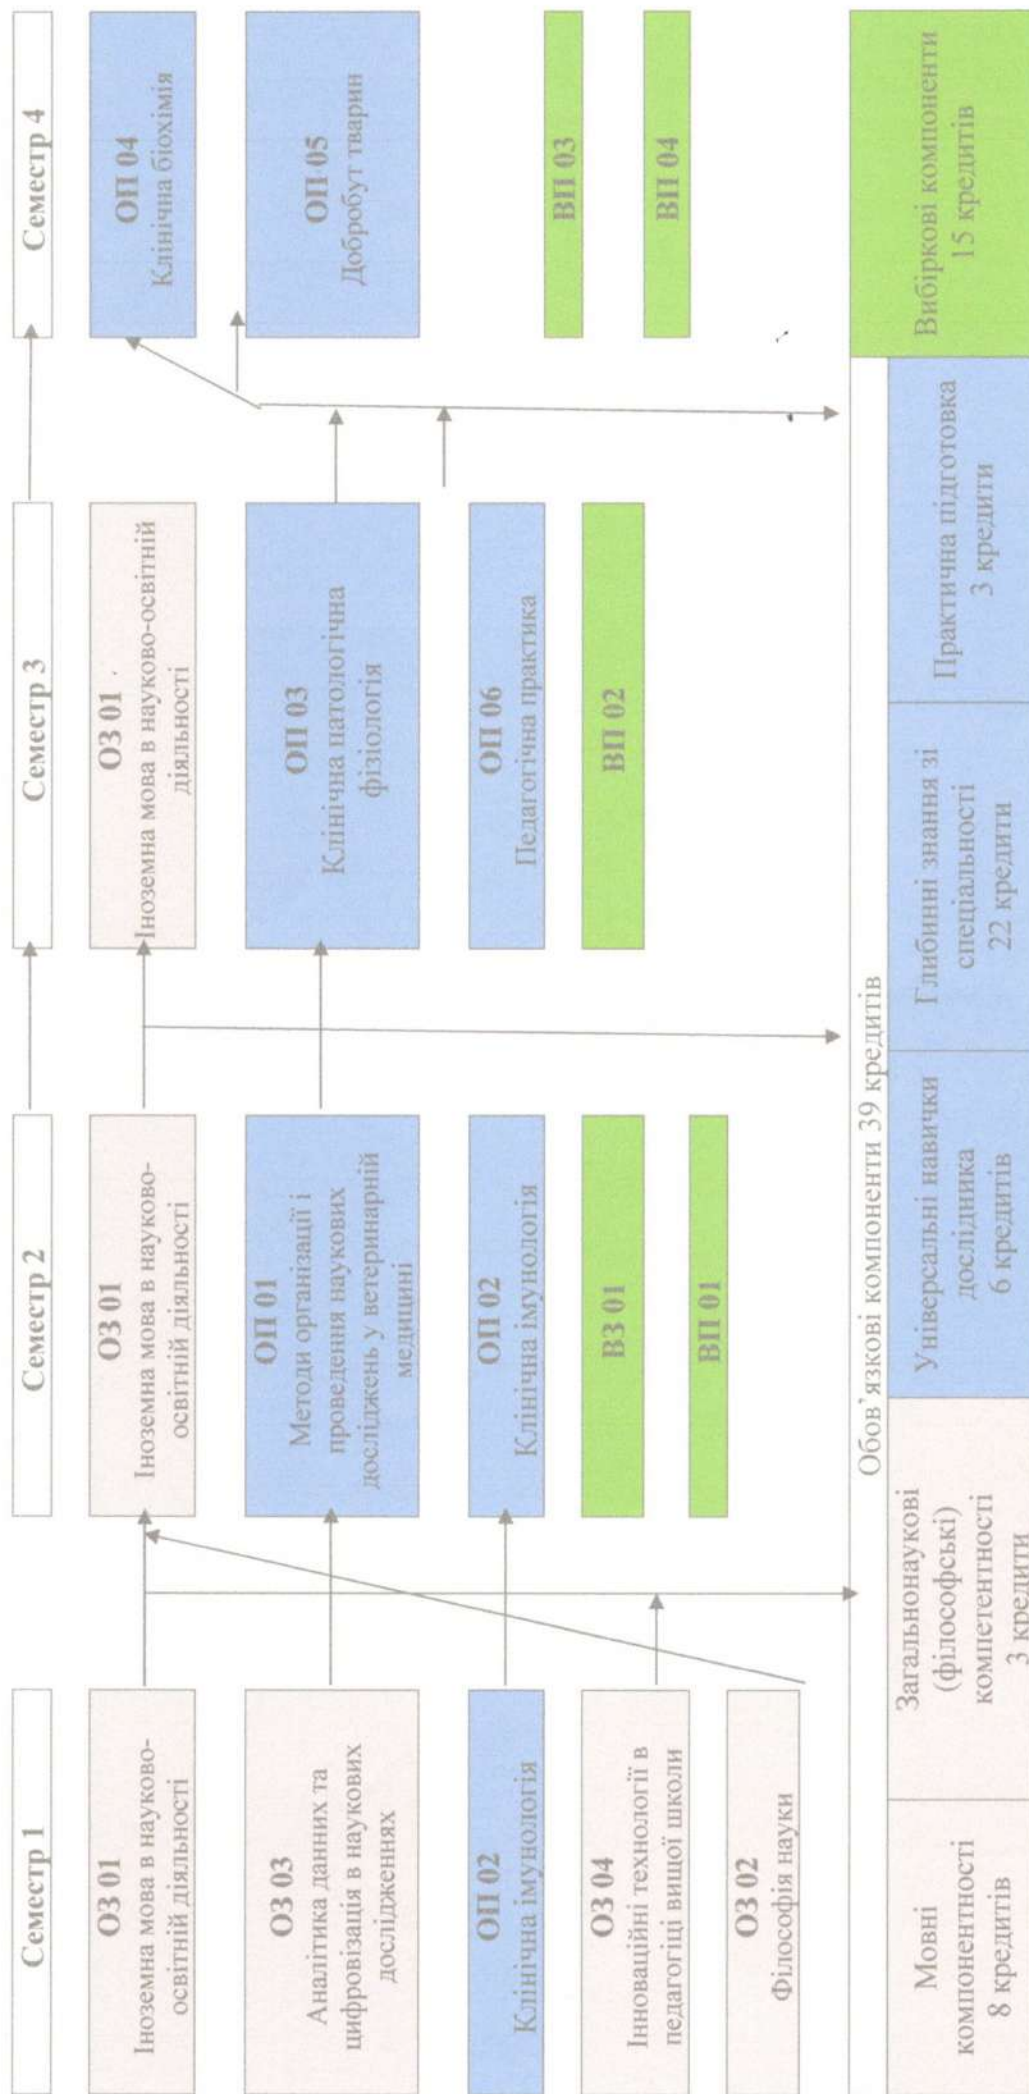 Семестр 1
ОЗ 01
Іноземна мова в науково-
освітній діяльності
ОЗ 03
Аналітика данних та
цифровізація в наукових
дослідженнях
ОП 02
Клінічна імунологія
ОЗ 04
Інноваційні технології в
педагогіці вищої школи
ОЗ 02
Філософія науки
Семестр 2
ОЗ 01
Іноземна мова в науково-
освітній діяльності
ОП 01
Методи організації і
проведення наукових
досліджень у ветеринарній
медицині
ОП 02
Клінічна імунологія
ВЗ 01
ВП 01
Семестр 3
ОЗ 01
Іноземна мова в науково-освітній
діяльності
ОП 03
Клінічна патологічна
фізіологія
ОП 06
Педагогічна практика
ВП 02
Семестр 4
ОП 04
Клінічна біохімія
ОП 05
Добробут тварин
ВП 03
ВП 04
Обов’язкові компоненти 39 кредитів
Мовні
компонентності
8 кредитів
Загальнонаукові
(філософські)
компетентності
3 кредити
Універсальні навички
дослідника
6 кредитів
Глибинні знання зі
спеціальності
22 кредити
Практична підготовка
3 кредити
Вибіркові компоненти
15 кредитів